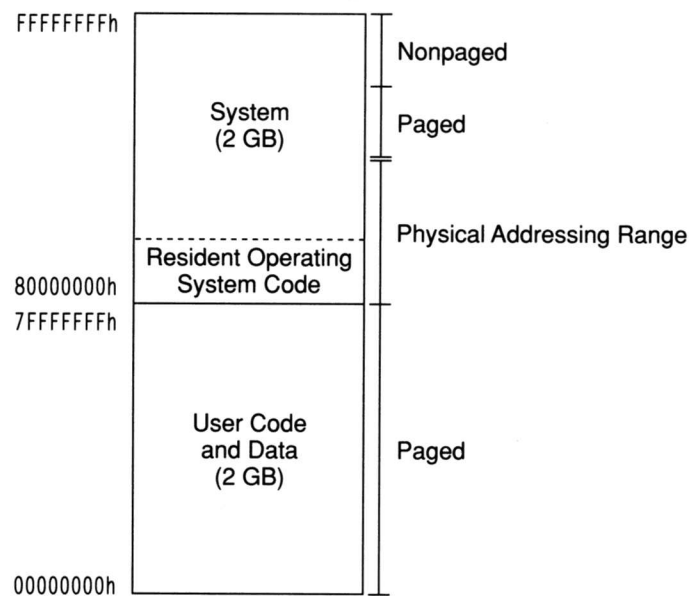 FFFFFFFFh
Nonpaged
System
(2 GB)
Paged
Physical Addressing Range
Resident Operating
System Code
80000000h
7FFFFFFFh
User Code
and Data
(2 GB)
Paged
00000000h